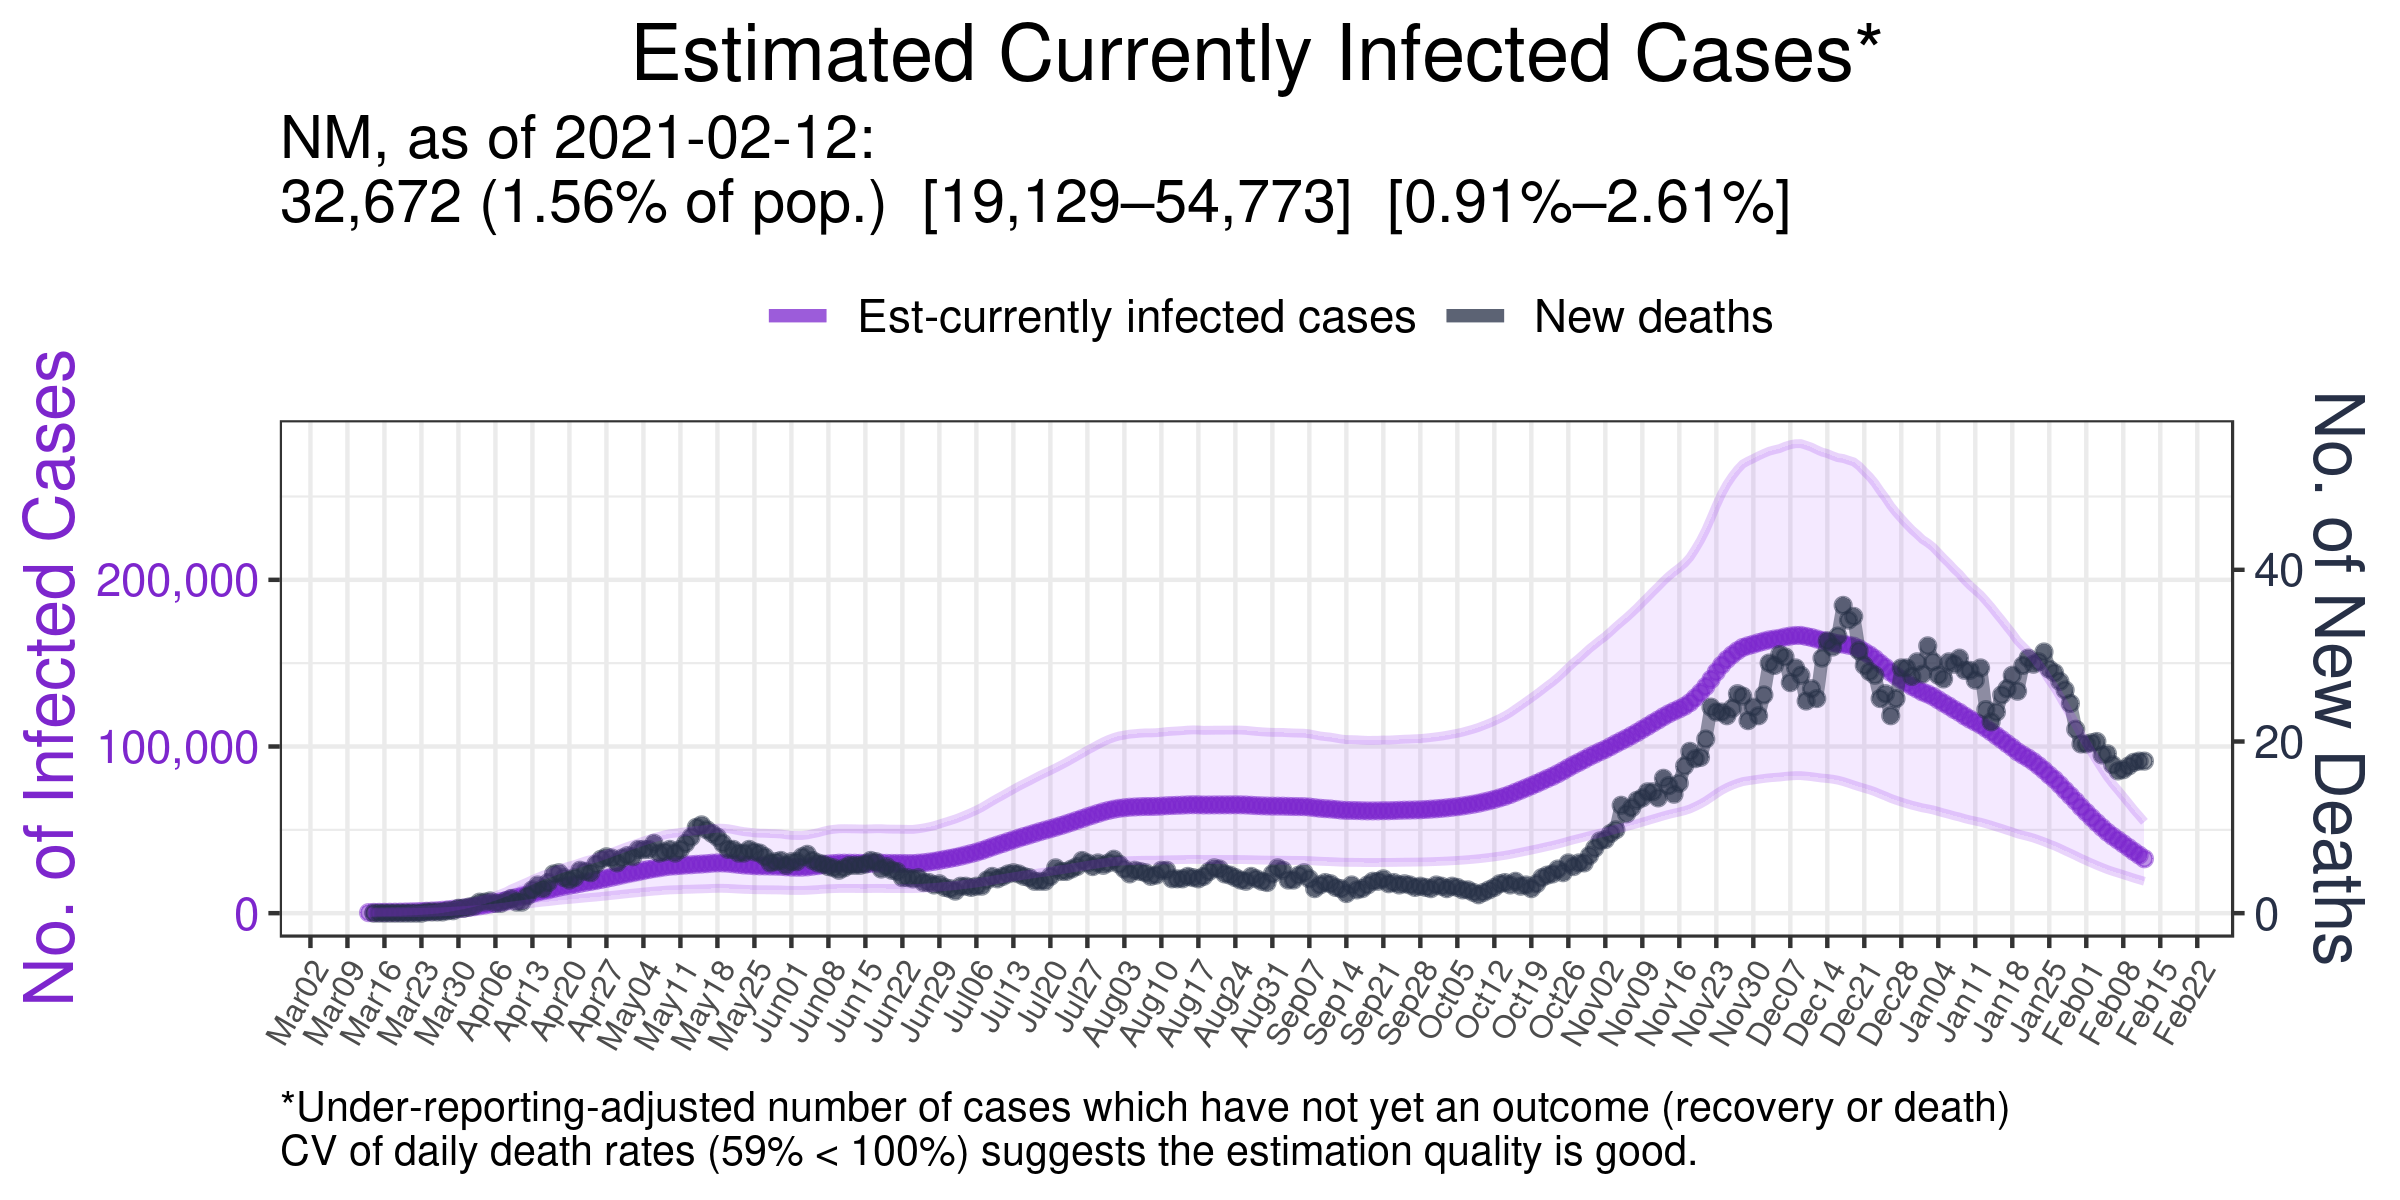 Estimated Currently Infected Cases*
NM, as of 2021-02-12:
32,672 (1.56% of pop.) [19,129–54,773] [0.91%–2.61%]
Est-currently infected cases New deaths
No. of Infected Cases
200,000
100,000
0
No. of New Deaths
40
20
0
Mar02 Mar09 Mar16 Mar23 Mar30 Apr06 Apr13 Apr20 Apr27 May04 May11 May18 May25 Jun01 Jun08 Jun15 Jun22 Jun29 Jul06 Jul13 Jul20 Jul27 Aug03 Aug10 Aug17 Aug24 Aug31 Sep07 Sep14 Sep21 Sep28 Oct05 Oct12 Oct19 Oct26 Nov02 Nov09 Nov16 Nov23 Nov30 Dec07 Dec14 Dec21 Dec28 Jan04 Jan11 Jan18 Jan25 Feb01 Feb08 Feb15 Feb22
*Under-reporting-adjusted number of cases which have not yet an outcome (recovery or death)
CV of daily death rates (59% < 100%) suggests the estimation quality is good.